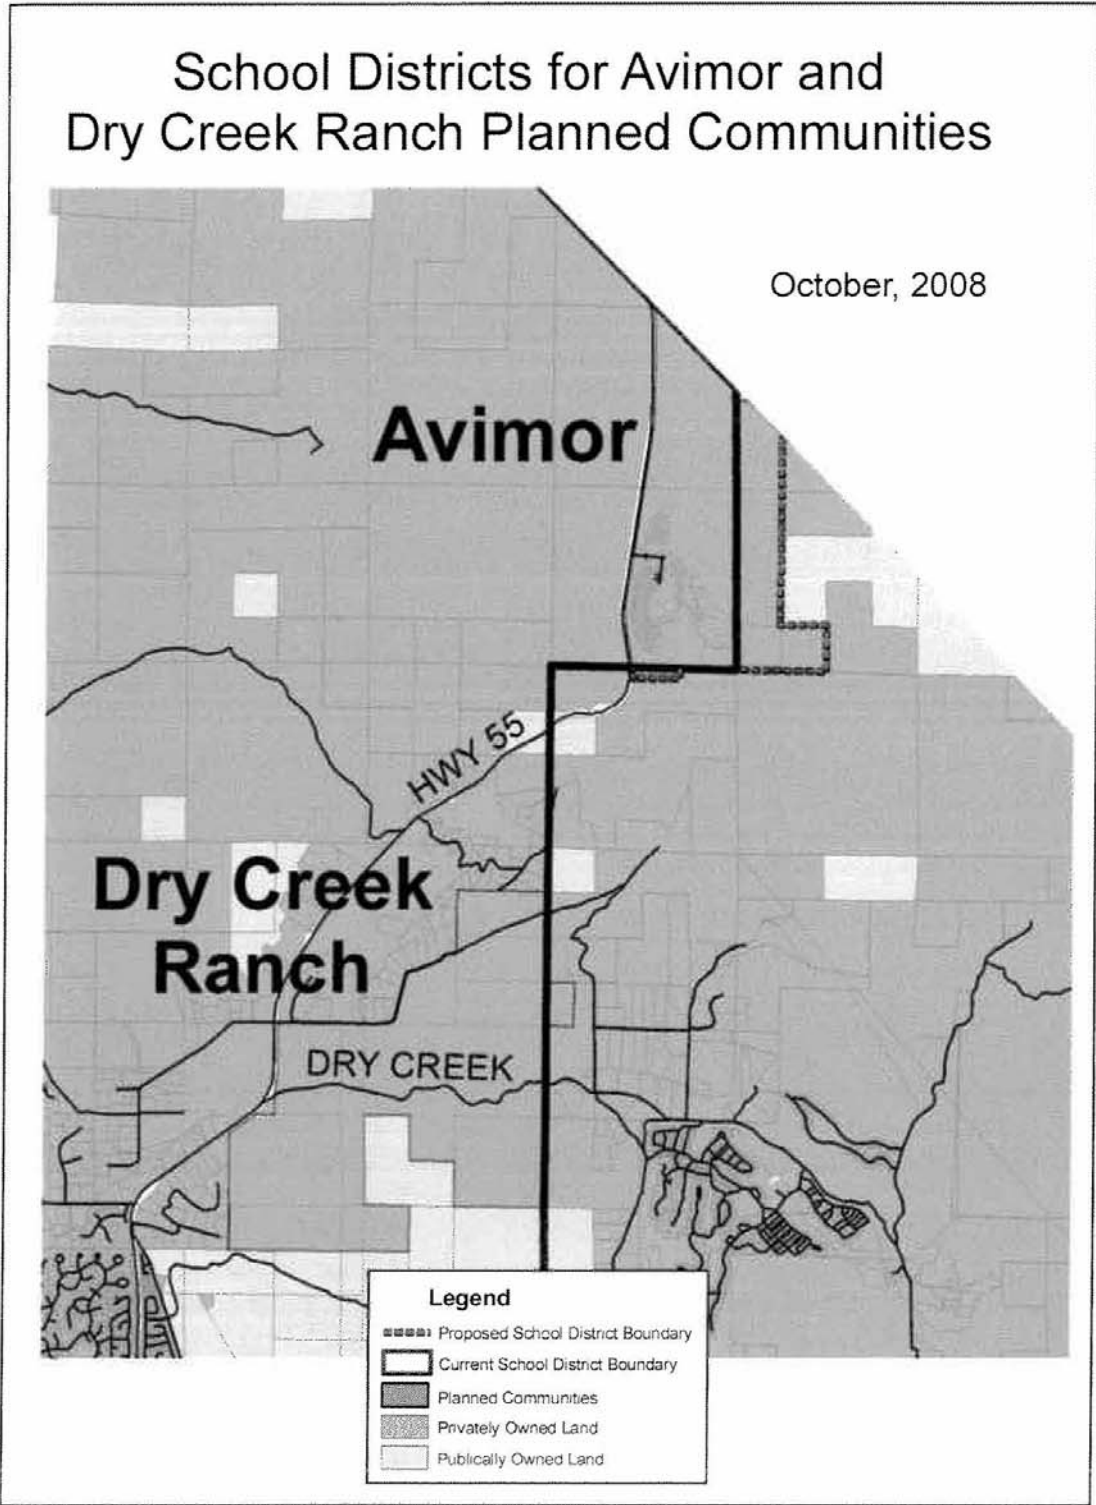 School Districts for Avimor and
Dry Creek Ranch Planned Communities
October, 2008
Avimor
HWY 55
Dry Creek
Ranch
DRY CREEK
Legend
Proposed School District Boundary
Current School District Boundary
Planned Communities
Privately Owned Land
Publically Owned Land